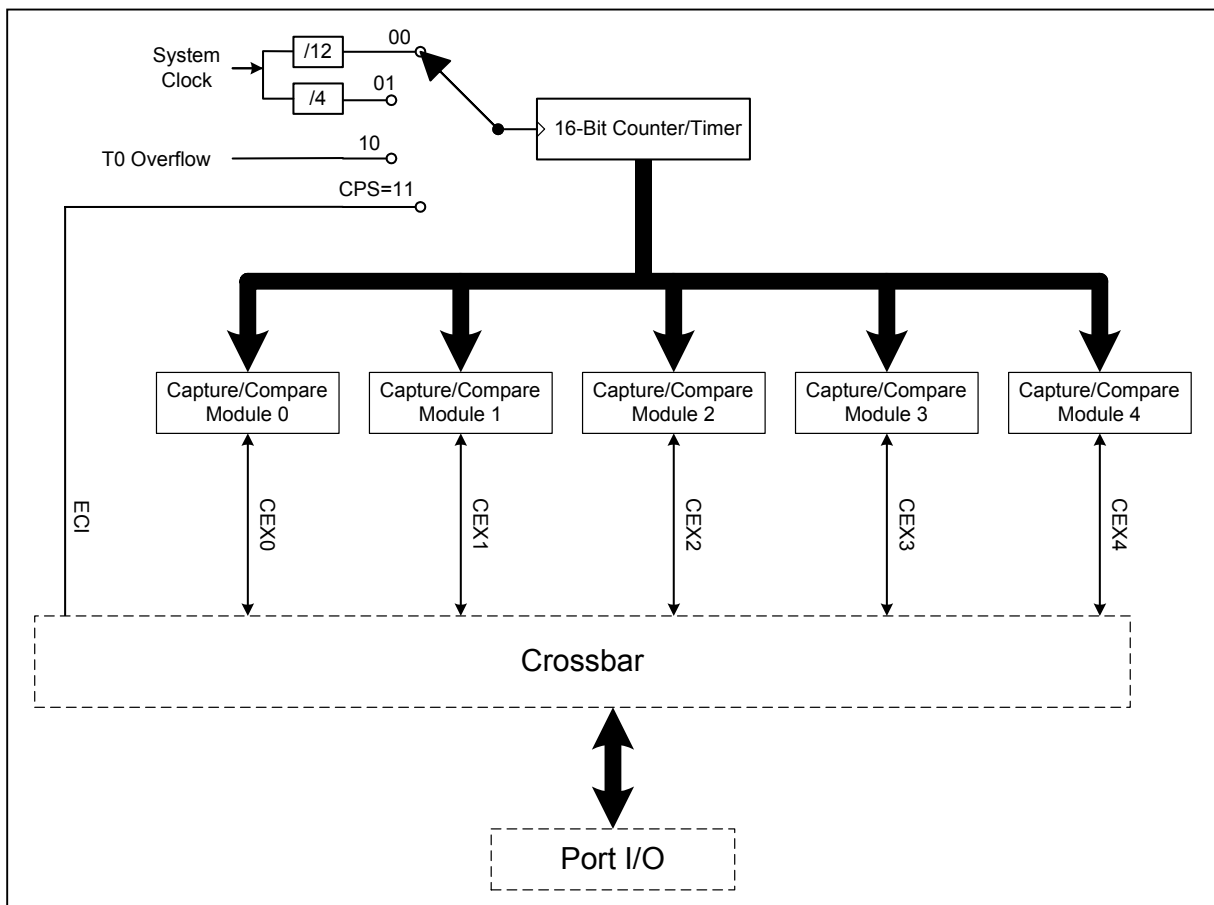 System
Clock
/12
00
/4
01
16-Bit Counter/Timer
T0 Overflow
10
CPS=11
Capture/Compare
Module 0
Capture/Compare
Module 1
Capture/Compare
Module 2
Capture/Compare
Module 3
Capture/Compare
Module 4
ECI
CEX0
CEX1
CEX2
CEX3
CEX4
Crossbar
Port I/O